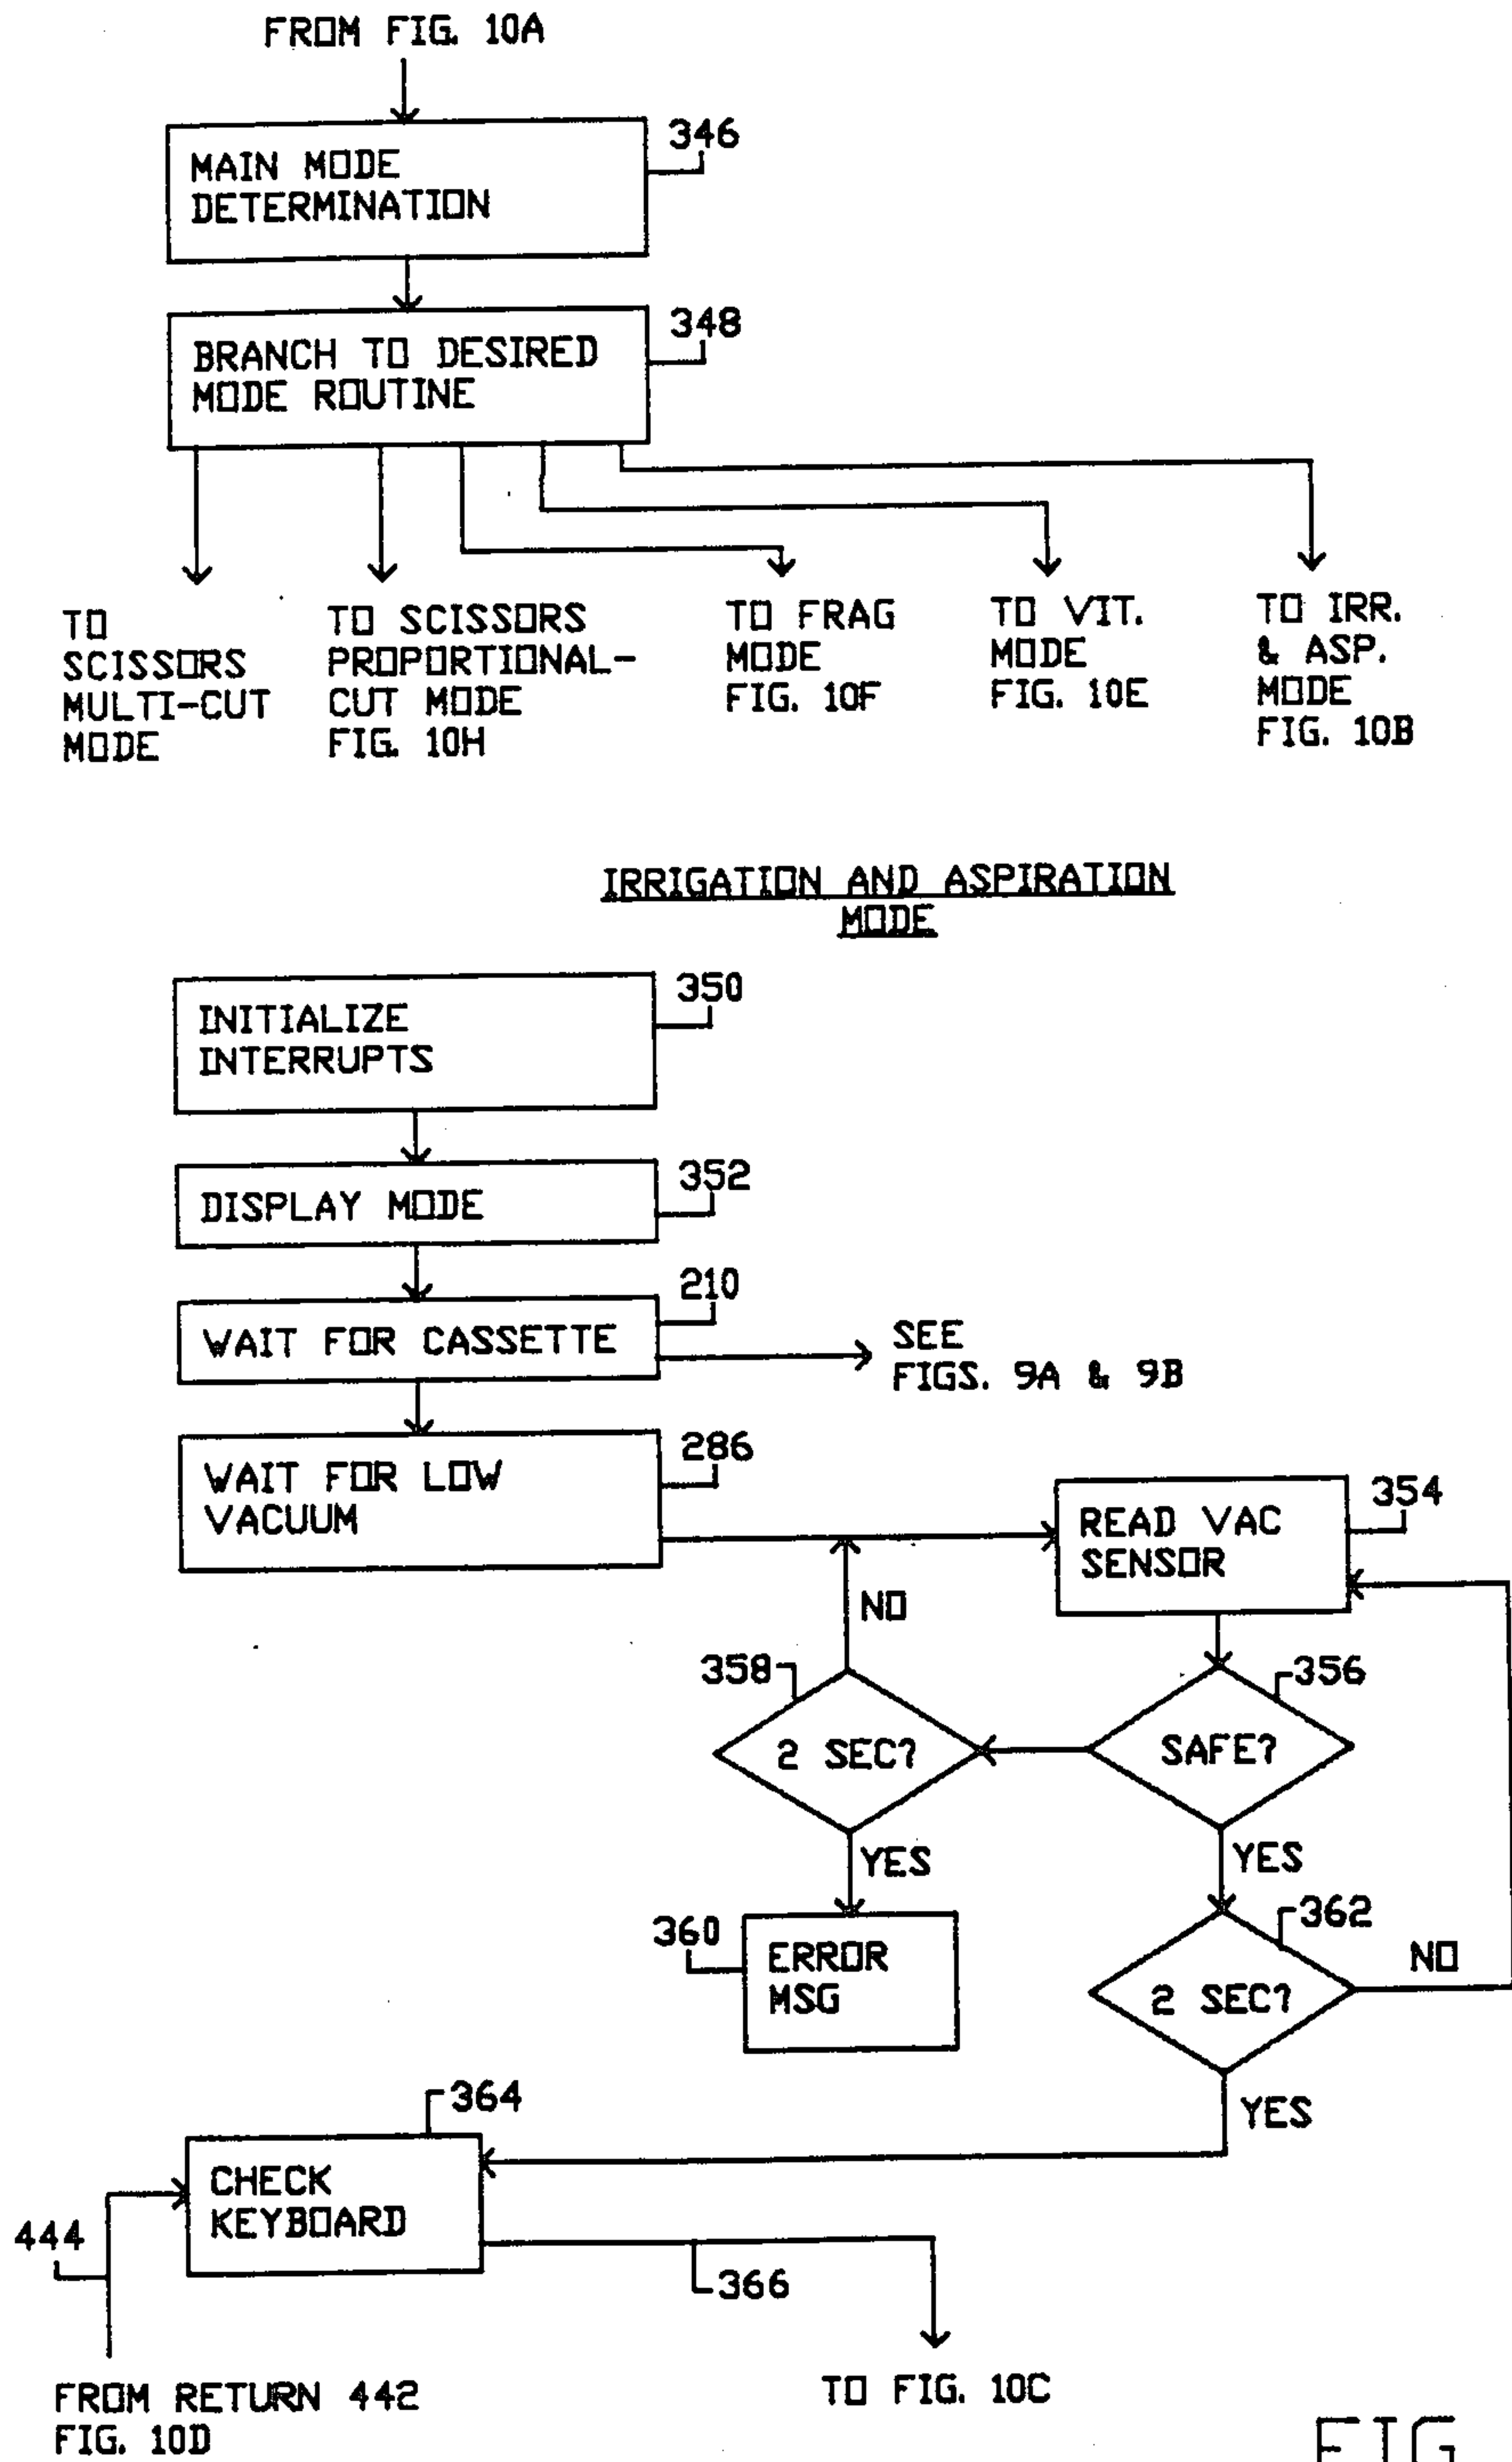 FROM FIG. 10A
346
MAIN MODE
DETERMINATION
348
BRANCH TO DESIRED
MODE ROUTINE
TO
SCISSORS
MULTI-CUT
MODE
TO SCISSORS
PROPORTIONAL-
CUT MODE
FIG. 10H
TO FRAG
MODE
FIG. 10F
TO VIT.
MODE
FIG. 10E
TO IRR.
& ASP.
MODE
FIG. 10B
IRRIGATION AND ASPIRATION
MODE
350
INITIALIZE
INTERRUPTS
352
DISPLAY MODE
210
WAIT FOR CASSETTE
SEE
FIGS. 9A & 9B
286
WAIT FOR LOW
VACUUM
354
READ VAC
SENSOR
NO
358
2 SEC?
356
SAFE?
YES
YES
360
ERROR
MSG
362
2 SEC?
NO
YES
364
CHECK
KEYBOARD
444
366
FROM RETURN 442
FIG. 10D
TO FIG. 10C
FIG